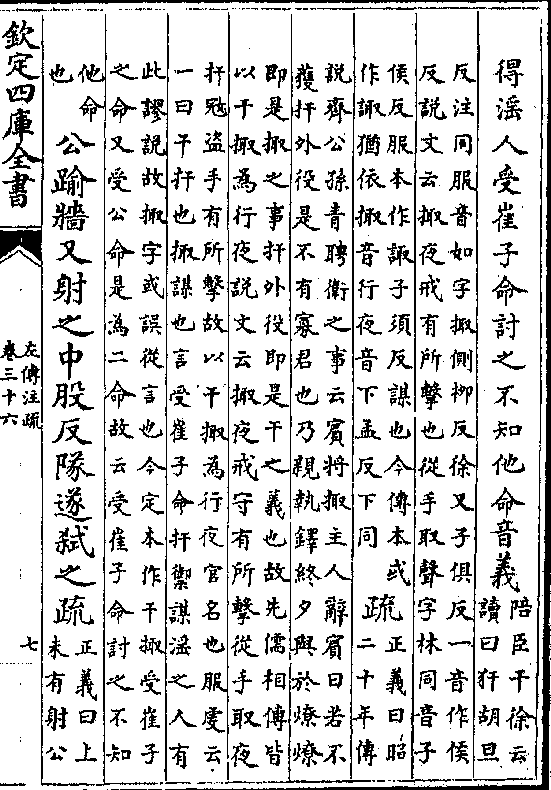 得滛人受崔子命討之不知他命音義
陪臣干徐云
讀曰犴胡旦
反注同服音如字掫側柳反徐又子俱反一音作侯
反説文云掫夜戒有所擊也從手取聲字林同音子
侯反服本作諏子須反謀也今傳本或
作諏猶依掫音行夜音下孟反下同
疏
正義曰昭
二十年傳
説齊公孫青聘衛之事云賓將掫主人辭賓曰若不
獲扞外役是不有寡君也乃親執鐸終夕與於燎燎
即是掫之事扞外役即是干之義也故先儒相傳皆
以干掫為行夜説文云掫夜戒守有所擊從手取夜
扞㓂盗手有所擊故以干掫為行夜官名也服䖍云
一曰干扞也掫謀也言受崔子命扞禦謀滛之人有
此謬説故掫字或誤從言也今定本作干掫受崔子
之命又受公命是為二命故云受崔子命討之不知
他命
也
公踰牆又射之中股反隊遂弑之疏
正義曰上
未有射公
欽定四庫全書
左傳注疏
卷三十六
七